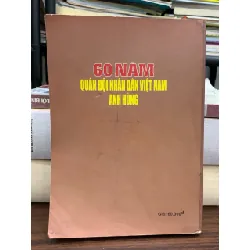 60 NĂM
QUÂN ĐỘI NHÂN DÂN VIỆT NAM
ANH HÙNG